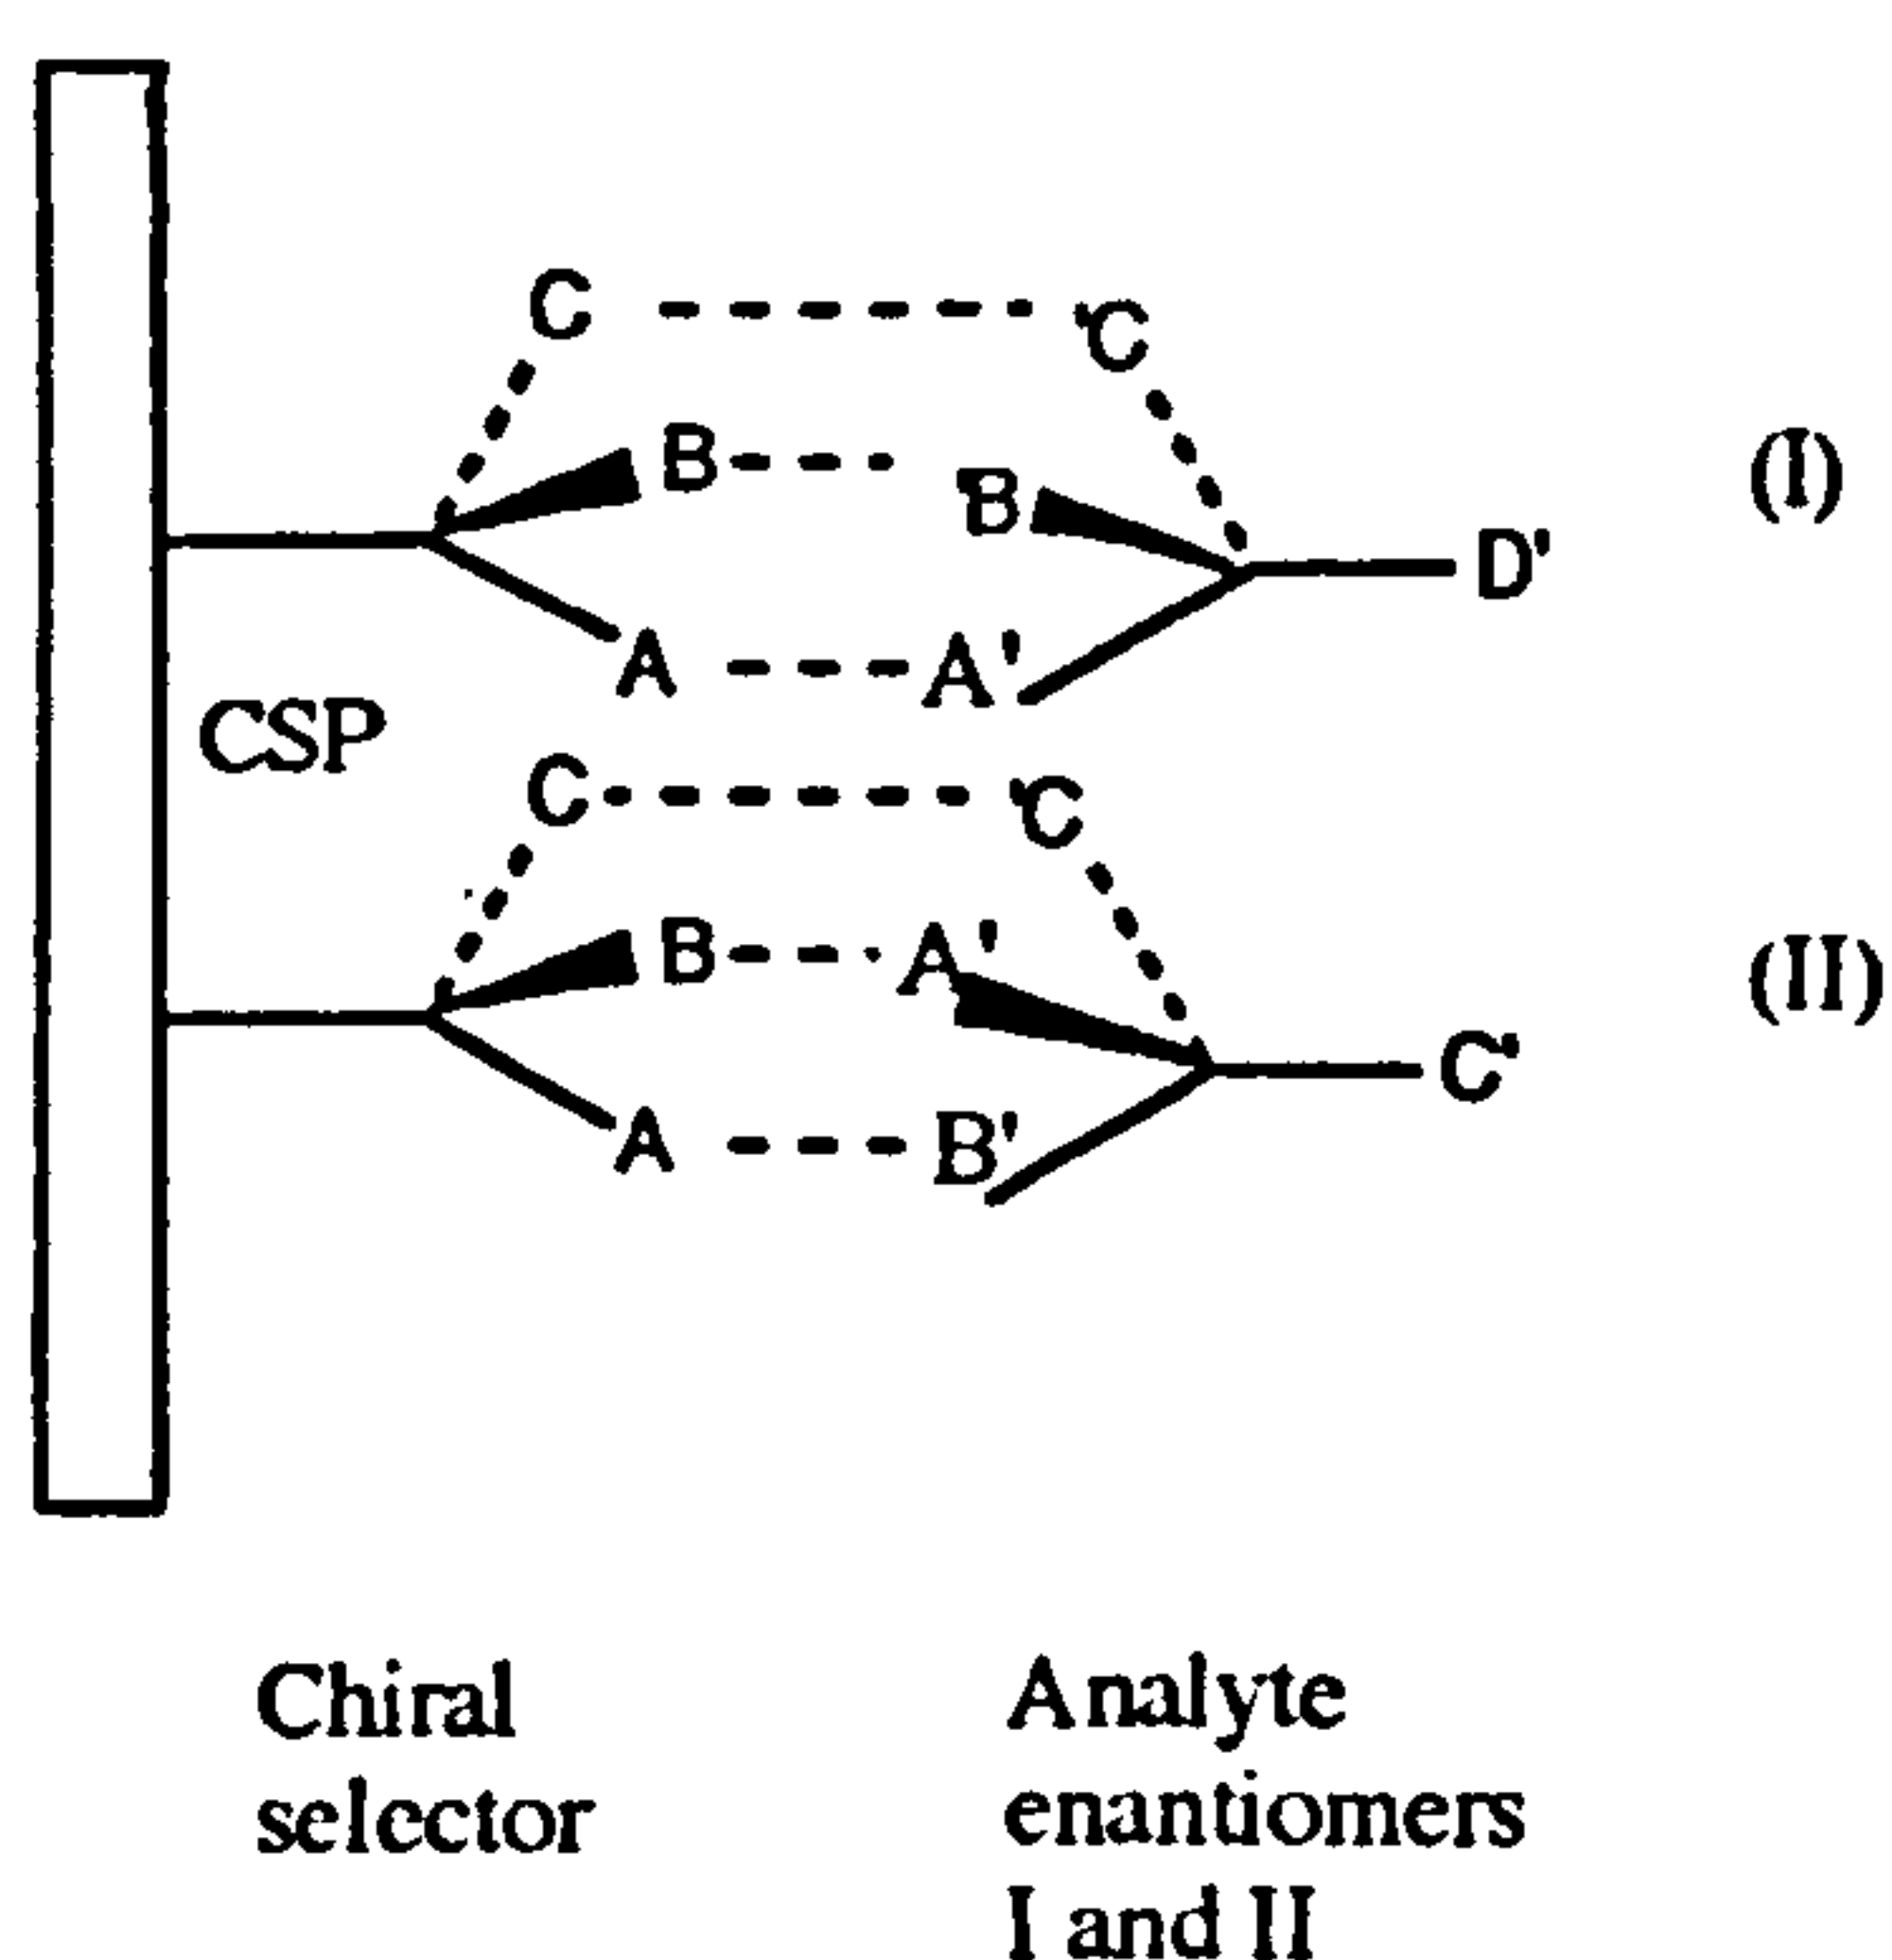 C 'C
B 'B (I)
D'
A A'
CSP
C 'C
B A' (II)
C'
A B'
Chiral
selector
Analyte
enantiomers
I and II